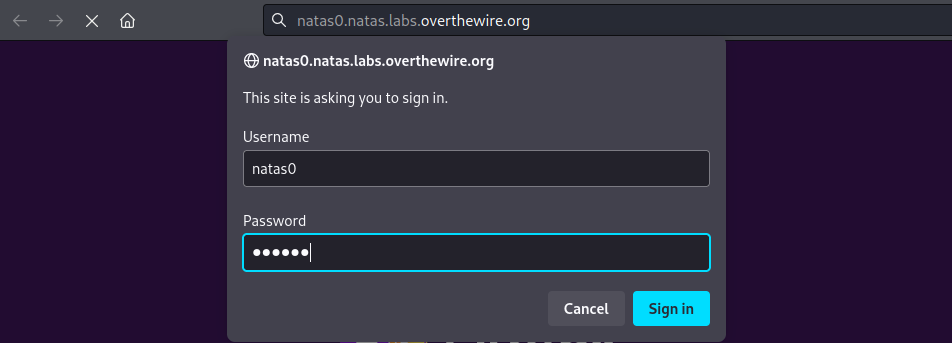 natas0.natas.labs.overthewire.org
natas0.natas.labs.overthewire.org
This site is asking you to sign in.
Username
natas0
Password
●●●●●●
Cancel
Sign in